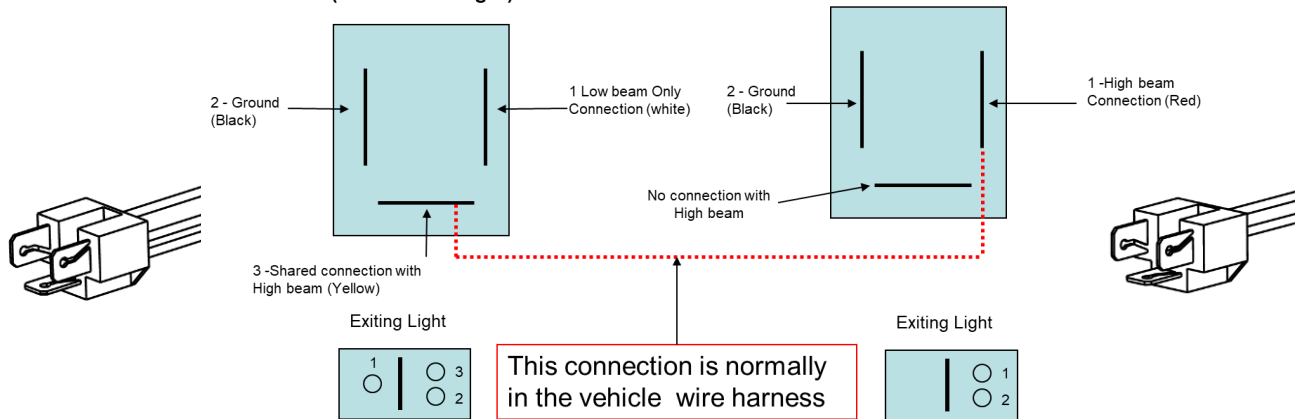 2 - Ground
(Black)
1 Low beam Only
Connection (white)
2 - Ground
(Black)
1 -High beam
Connection (Red)
No connection with
High beam
3 -Shared connection with
High beam (Yellow)
Exiting Light
Exiting Light
1
3
2
This connection is normally
in the vehicle  wire harness
1
2